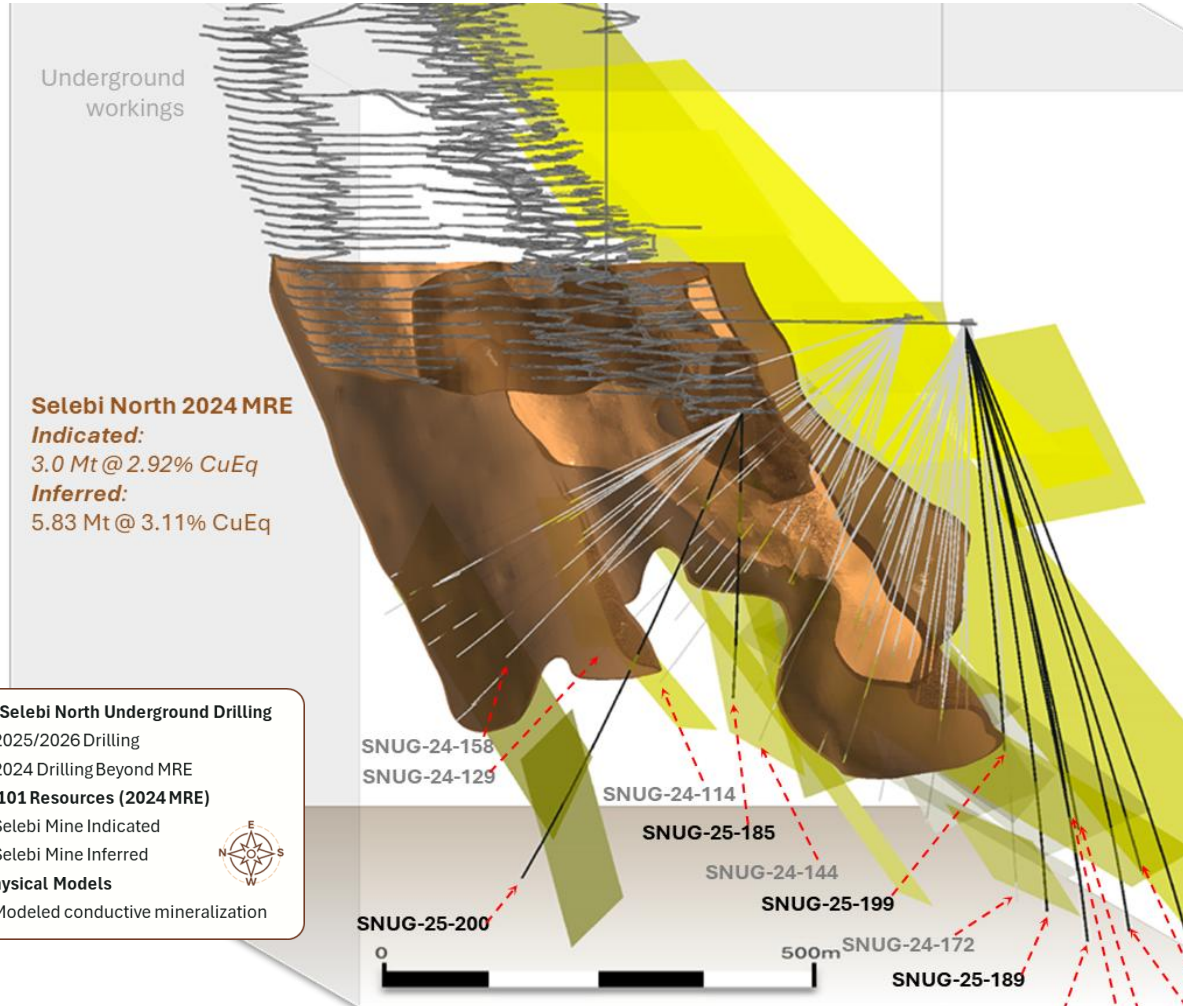 Underground
workings
Selebi North 2024 MRE
Indicated:
3.0 Mt @ 2.92% CuEq
Inferred:
5.83 Mt @ 3.11% CuEq
Selebi North Underground Drilling
2025/2026 Drilling
2024 Drilling Beyond MRE
101 Resources (2024 MRE)
Selebi Mine Indicated
Selebi Mine Inferred
ysical Models
Modeled conductive mineralization
E
N S
W
SNUG-24-158
SNUG-24-129
SNUG-24-114
SNUG-25-185
SNUG-24-144
SNUG-25-199
SNUG-25-200
SNUG-24-172
SNUG-25-189
0 500m